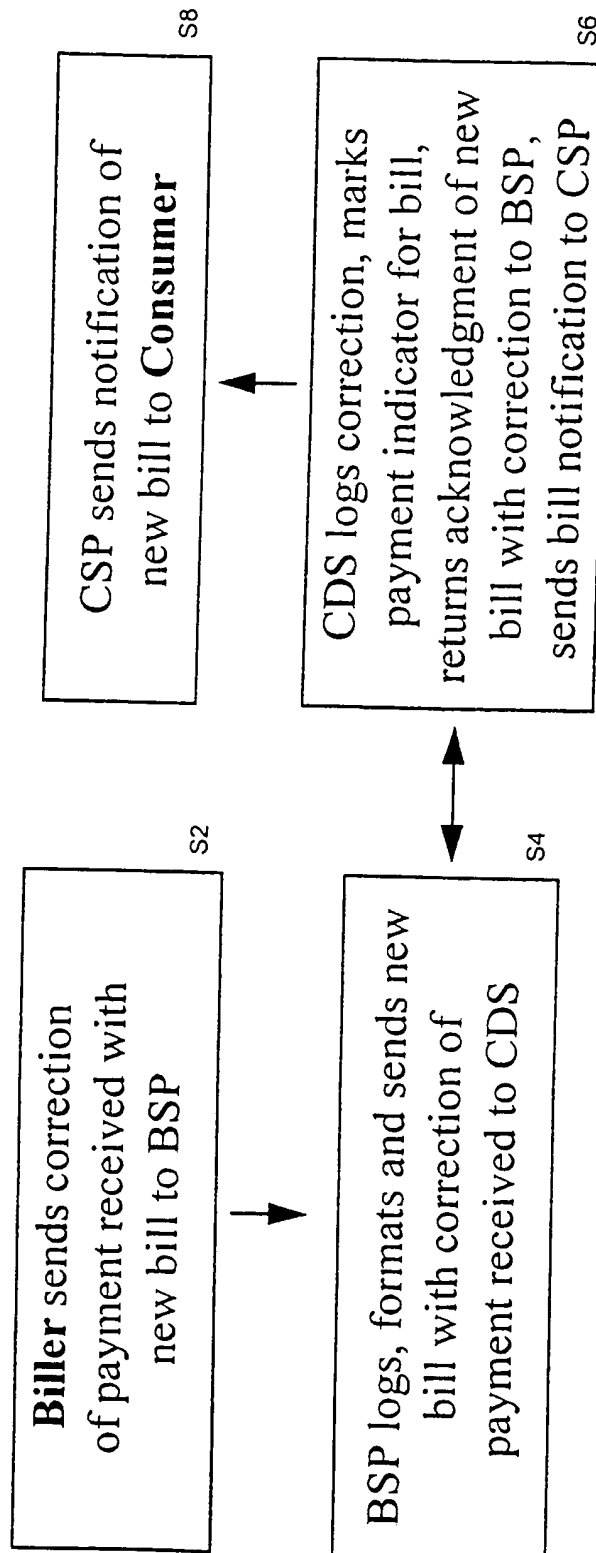 Biller sends correction
of payment received with
new bill to BSP
S2
BSP logs, formats and sends new
bill with correction of
payment received to CDS
S4
CDS logs correction, marks
payment indicator for bill,
returns acknowledgment of new
bill with correction to BSP,
sends bill notification to CSP
S6
CSP sends notification of
new bill to Consumer
S8